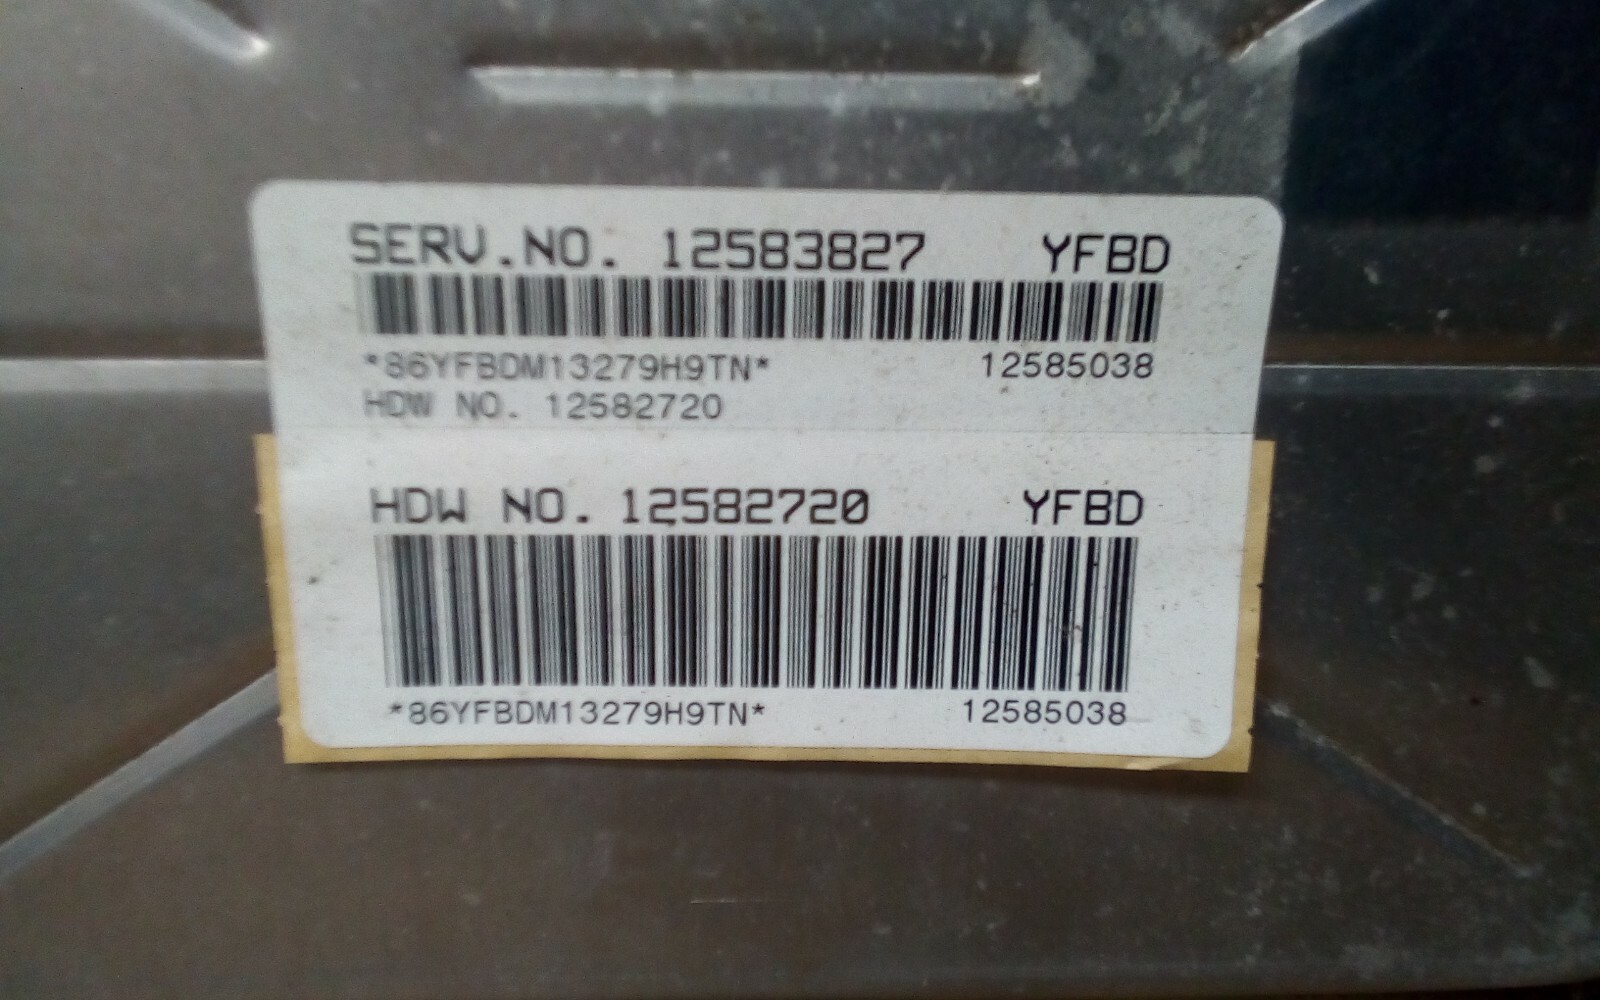 SERV.NO. 12583827 YFBD
*86YFBDM13279H9TN* 12585038
HDW NO. 12582720
HDW NO. 12582720 YFBD
*86YFBDM13279H9TN* 12585038